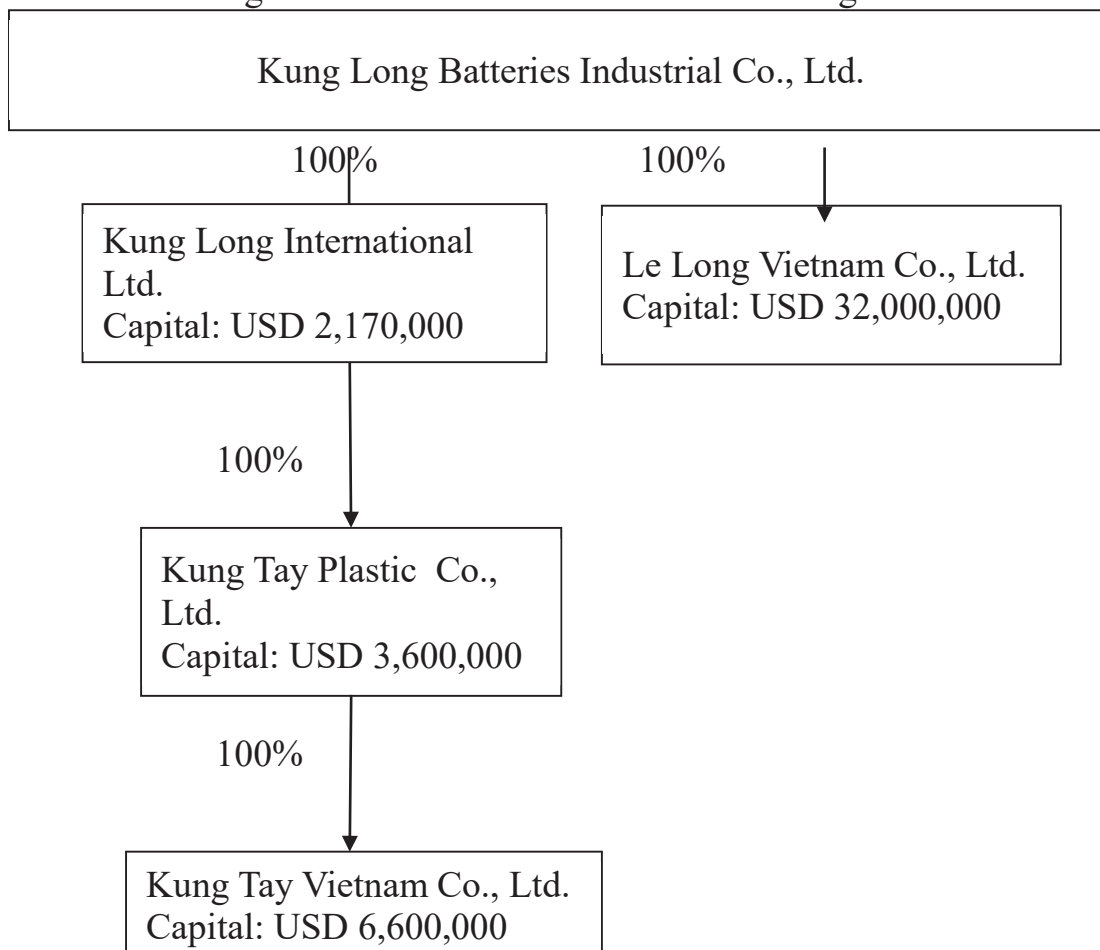 Kung Long Batteries Industrial Co., Ltd.
100%
100%
Kung Long International
Ltd.
Capital: USD 2,170,000
Le Long Vietnam Co., Ltd.
Capital: USD 32,000,000
100%
Kung Tay Plastic  Co.,
Ltd.
Capital: USD 3,600,000
100%
Kung Tay Vietnam Co., Ltd.
Capital: USD 6,600,000